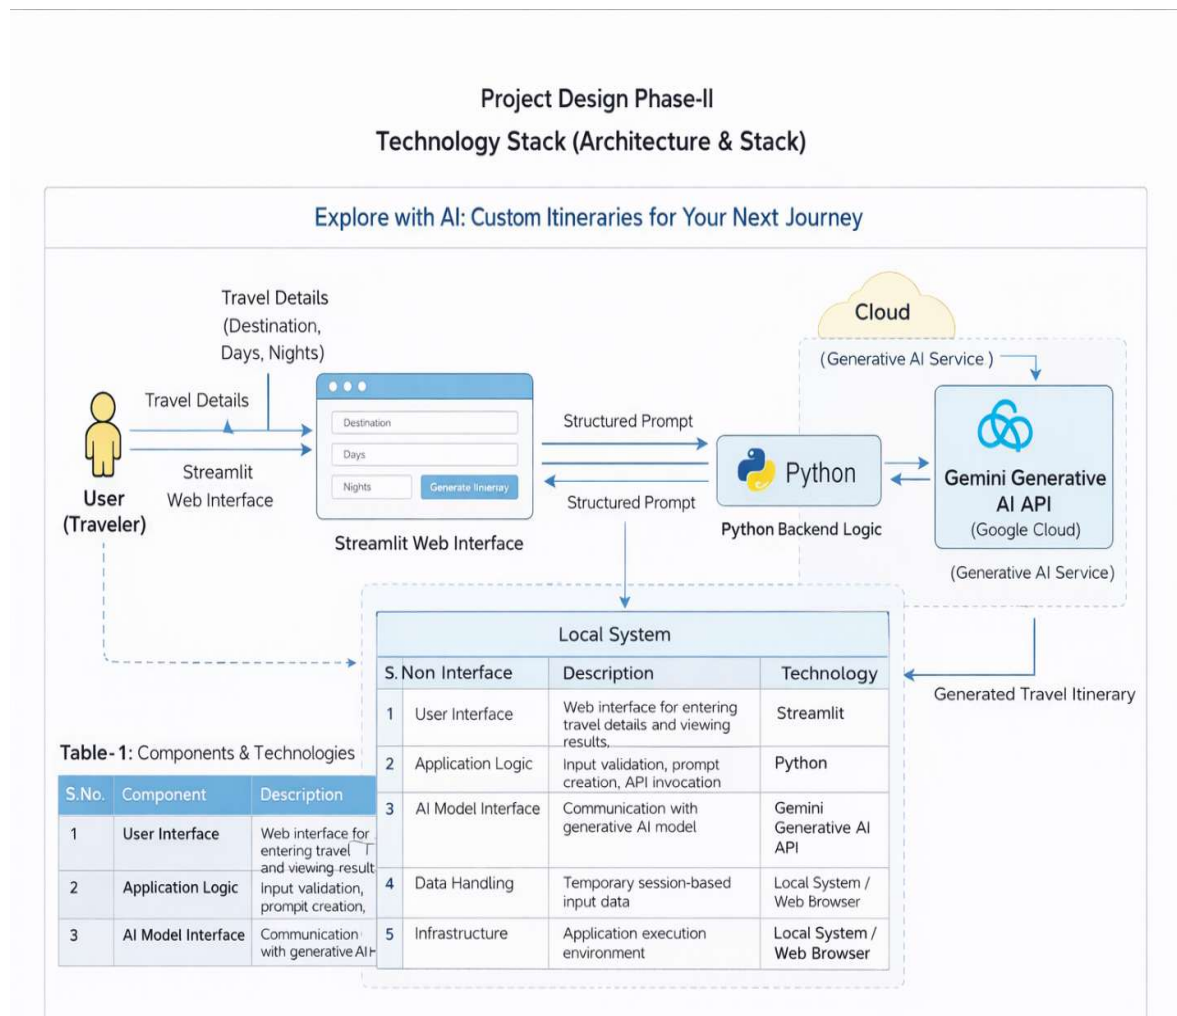 Project Design Phase-II
Technology Stack (Architecture & Stack)
Explore with AI: Custom Itineraries for Your Next Journey
Travel Details
(Destination,
Days, Nights)
Travel Details
Streamlit
Web Interface
User
(Traveler)
Destination
Days
Nights
Generate Itinerary
Streamlit Web Interface
Structured Prompt
Structured Prompt
Python
Python Backend Logic
Cloud
(Generative AI Service )
Gemini Generative
AI API
(Google Cloud)
(Generative AI Service)
Generated Travel Itinerary
Local System
S. Non Interface Description Technology
1 User Interface Web interface for entering Streamlit
travel details and viewing
results.
2 Application Logic Input validation, prompt Python
creation, API invocation
3 AI Model Interface Communication with Gemini
generative AI model Generative AI
API
4 Data Handling Temporary session-based Local System /
input data Web Browser
5 Infrastructure Application execution Local System /
environment Web Browser
Table-1: Components & Technologies
S.No. Component Description
1 User Interface Web interface for
entering travel
and viewing result
2 Application Logic Input validation,
prompit creation,
3 AI Model Interface Communication
with generative AI